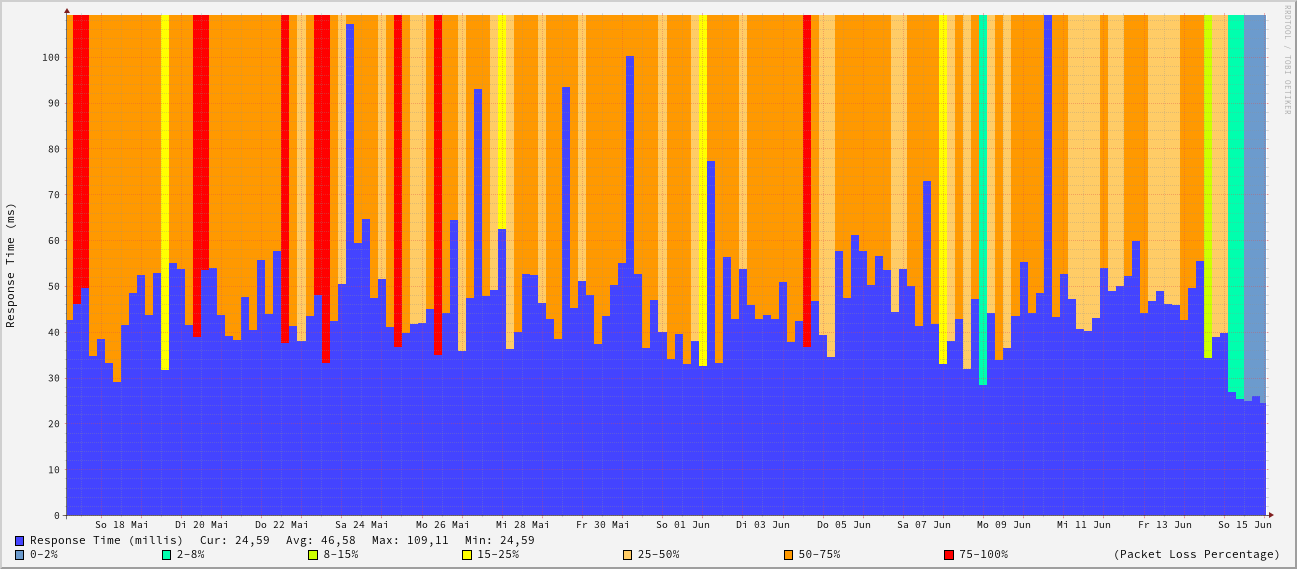 RRDTOOL / TOBI OETIKER
Response Time (ms)
100
90
80
70
60
50
40
30
20
10
0
So 18 Mai Di 20 Mai Do 22 Mai Sa 24 Mai Mo 26 Mai Mi 28 Mai Fr 30 Mai So 01 Jun Di 03 Jun Do 05 Jun Sa 07 Jun Mo 09 Jun Mi 11 Jun Fr 13 Jun So 15 Jun
Response Time (millis) Cur: 24,59 Avg: 46,58 Max: 109,11 Min: 24,59
0-2% 2-8% 8-15% 15-25% 25-50% 50-75% 75-100% (Packet Loss Percentage)